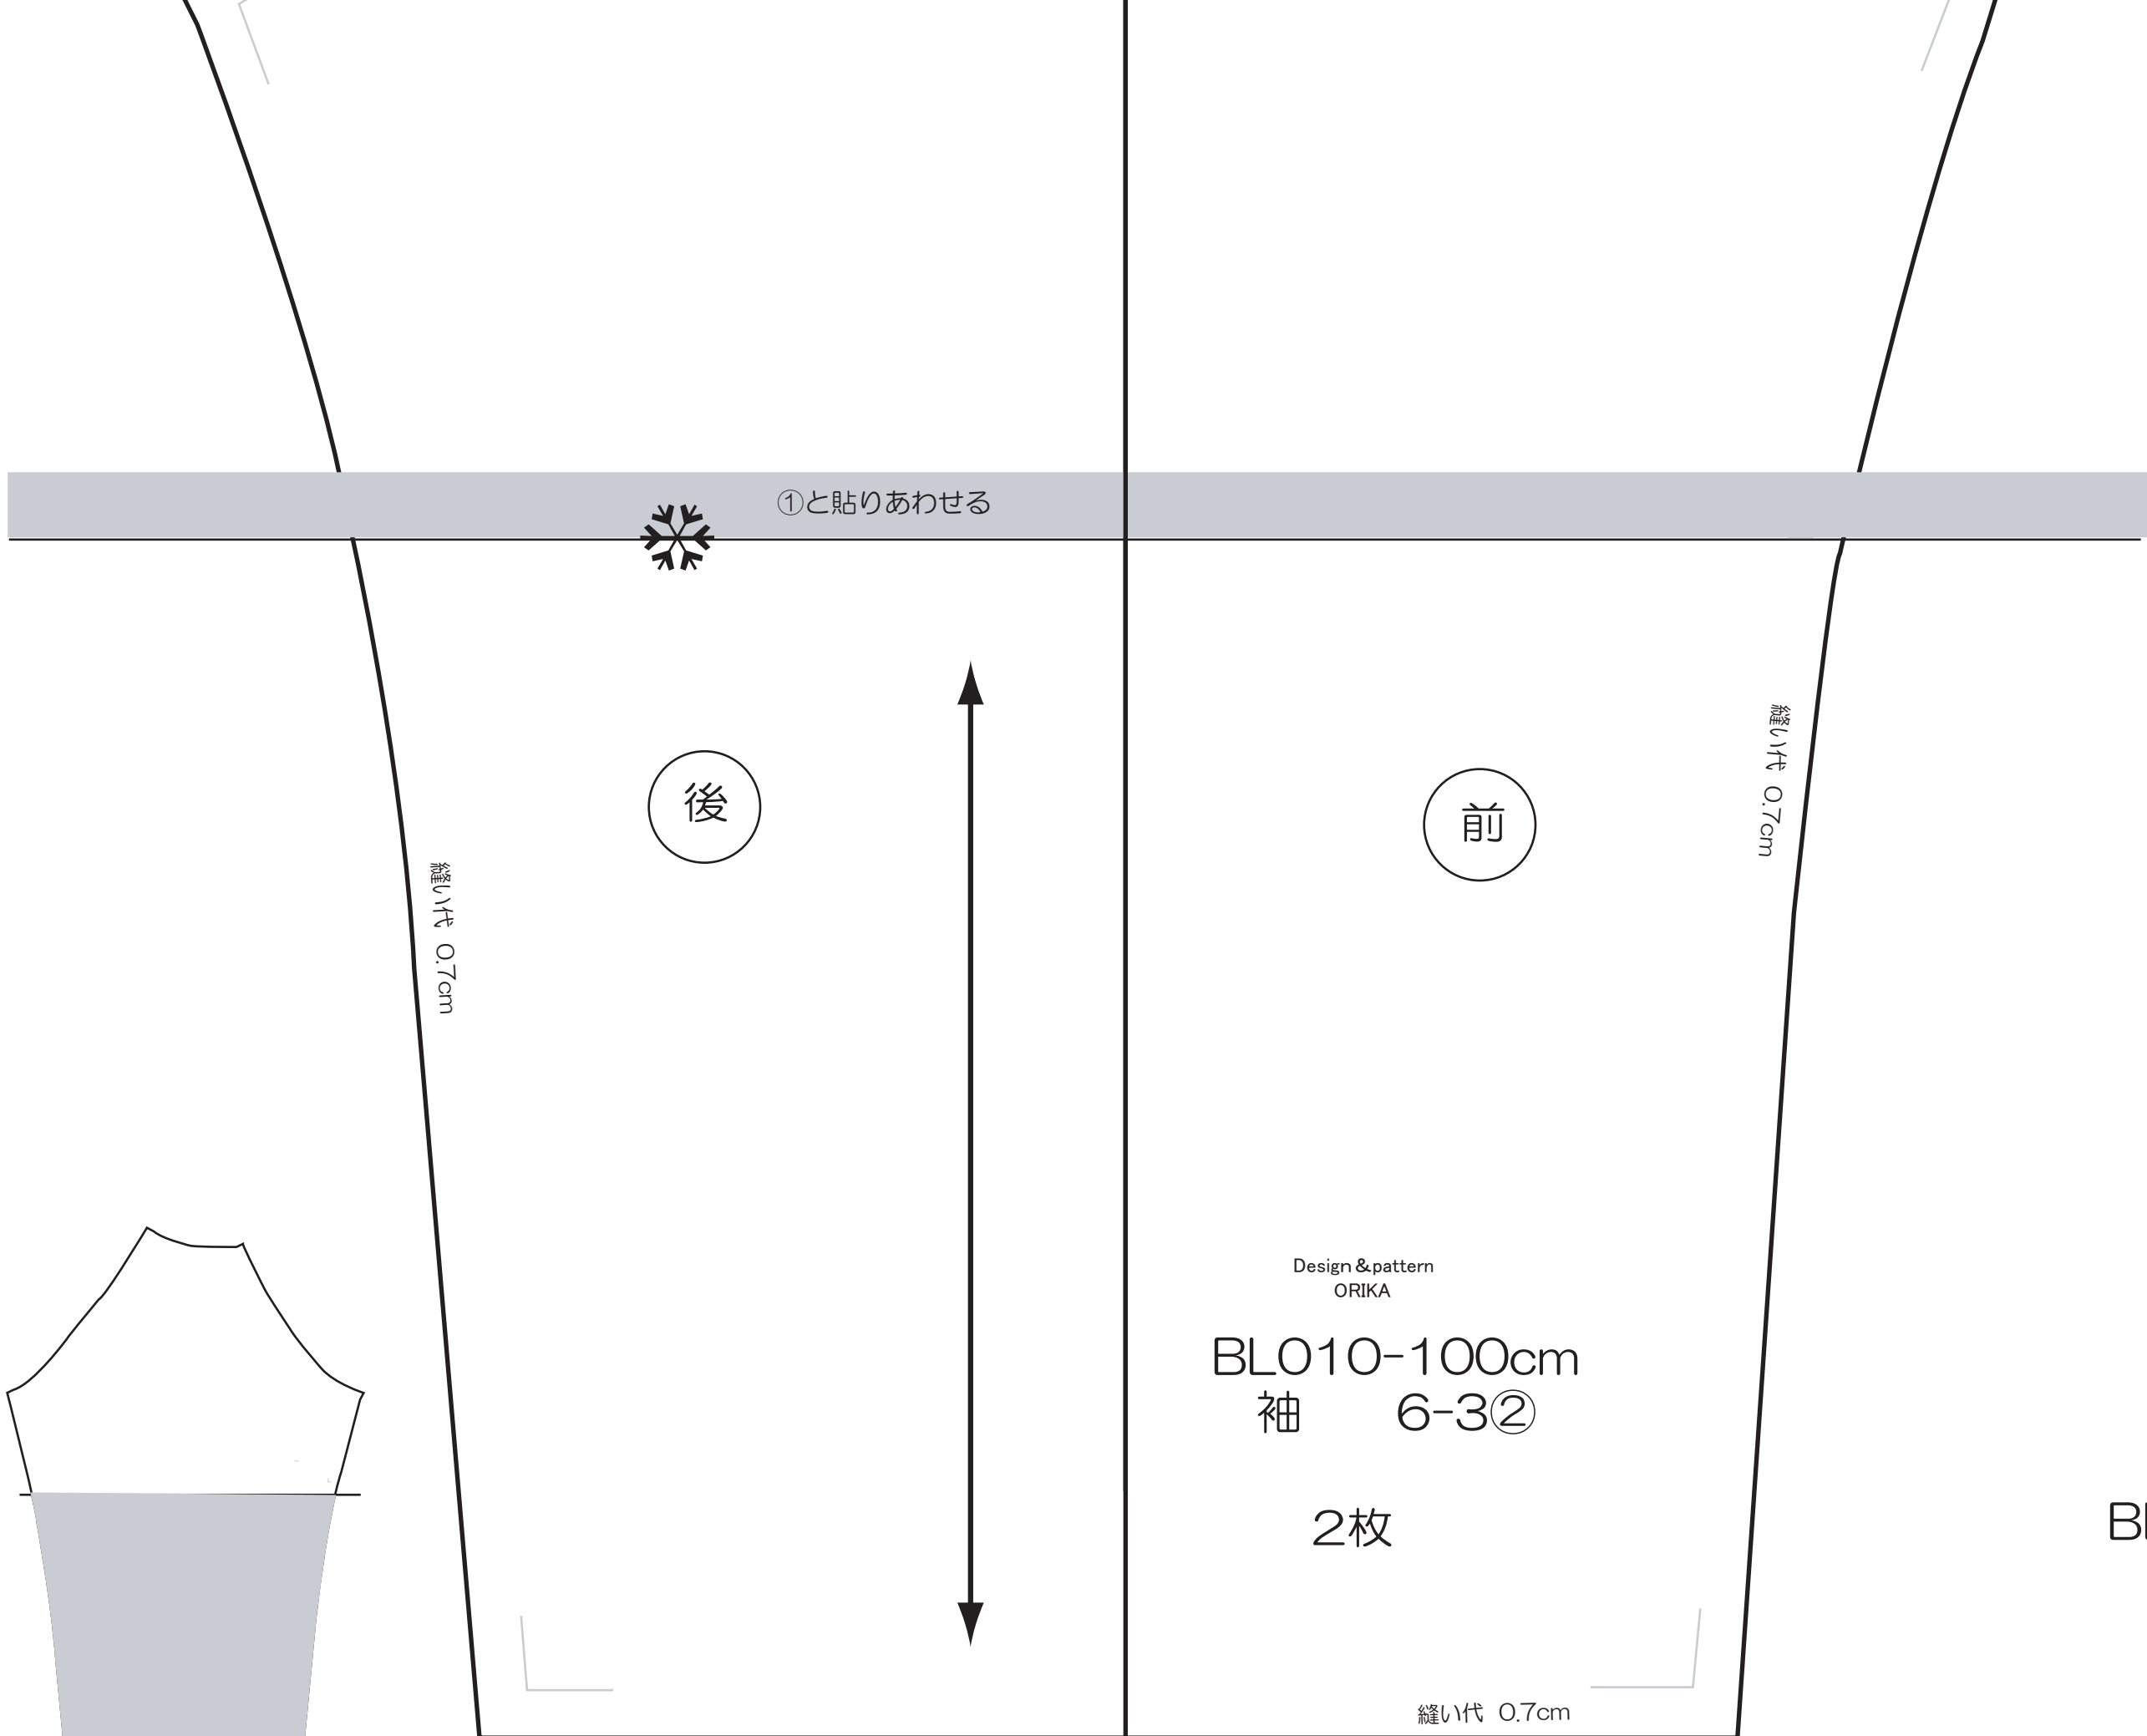 ①と貼りあわせる
後
前
縫い代 0.7cm
縫い代 0.7cm
Design &pattern
ORIKA
BL010-100cm
袖 6-3②
2枚
縫い代 0.7cm